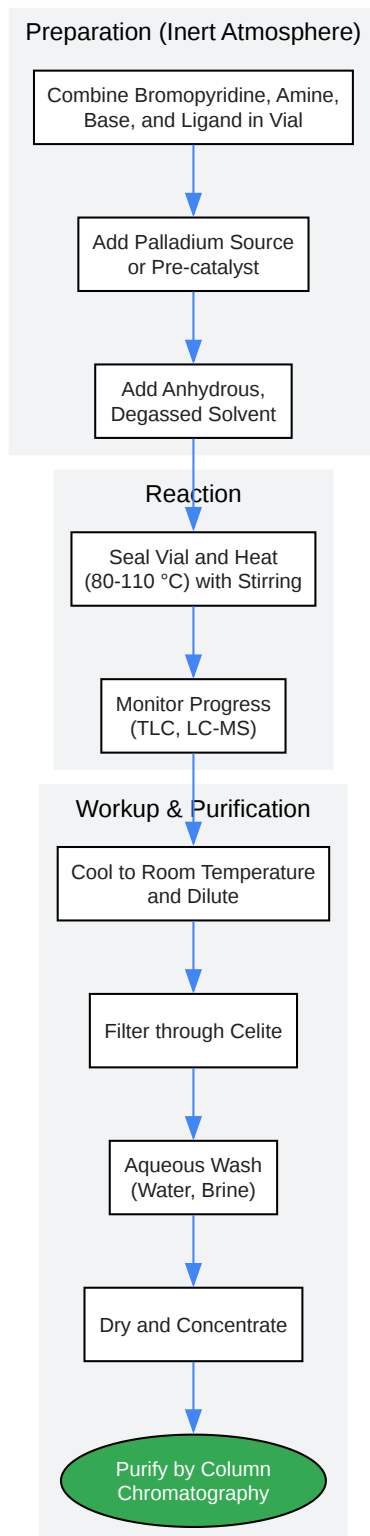 Preparation (Inert Atmosphere)
Combine Bromopyridine, Amine,
Base, and Ligand in Vial
Add Palladium Source
or Pre-catalyst
Add Anhydrous,
Degassed Solvent
Reaction
Seal Vial and Heat
(80-110 °C) with Stirring
Monitor Progress
(TLC, LC-MS)
Workup & Purification
Cool to Room Temperature
and Dilute
Filter through Celite
Aqueous Wash
(Water, Brine)
Dry and Concentrate
Purify by Column
Chromatography